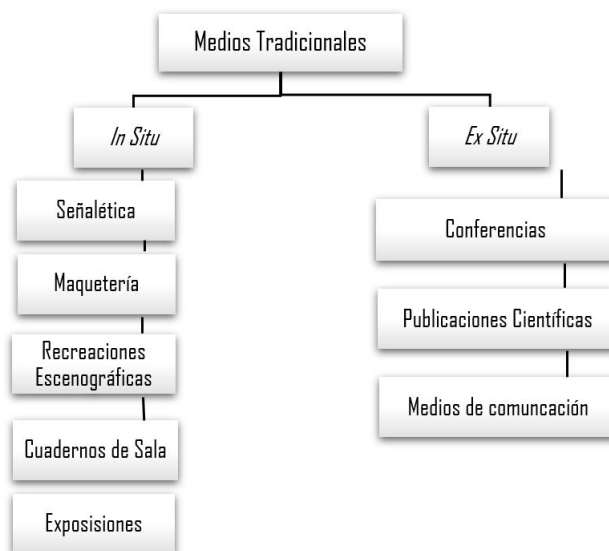 Medios Tradicionales
In Situ
Señalética
Maquetería
Recreaciones
Escenográficas
Cuadernos de Sala
Exposisiones
Ex Situ
Conferencias
Publicaciones Científicas
Medios de comuncación